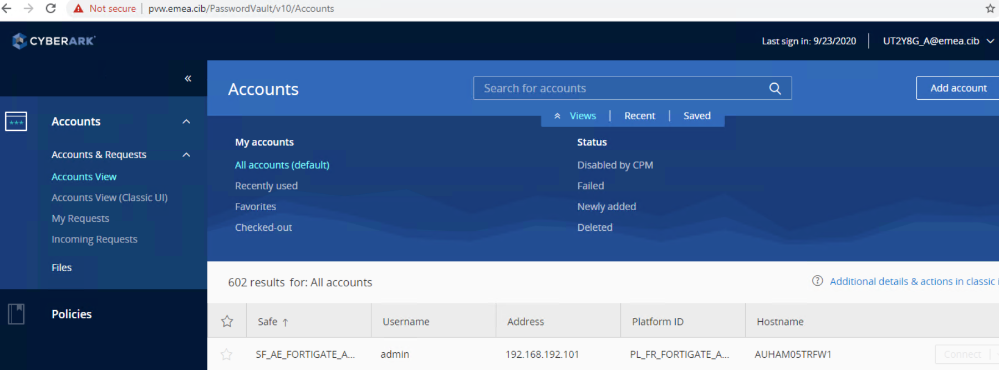 Not secure | pvw.emea.cib/PasswordVault/v10/Accounts
CYBERARK
Last sign in: 9/23/2020 | UT2Y8G_A@emea.cib
«
Accounts
Search for accounts
Add account
Views | Recent | Saved
Accounts
Accounts & Requests
Accounts View
Accounts View (Classic UI)
My Requests
Incoming Requests
Files
Policies
My accounts
All accounts (default)
Recently used
Favorites
Checked-out
Status
Disabled by CPM
Failed
Newly added
Deleted
602 results for: All accounts
Additional details & actions in classic i
Safe ↑ Username Address Platform ID Hostname
SF_AE_FORTIGATE_A... admin 192.168.192.101 PL_FR_FORTIGATE_A... AUHAM05TRFW1 Connect